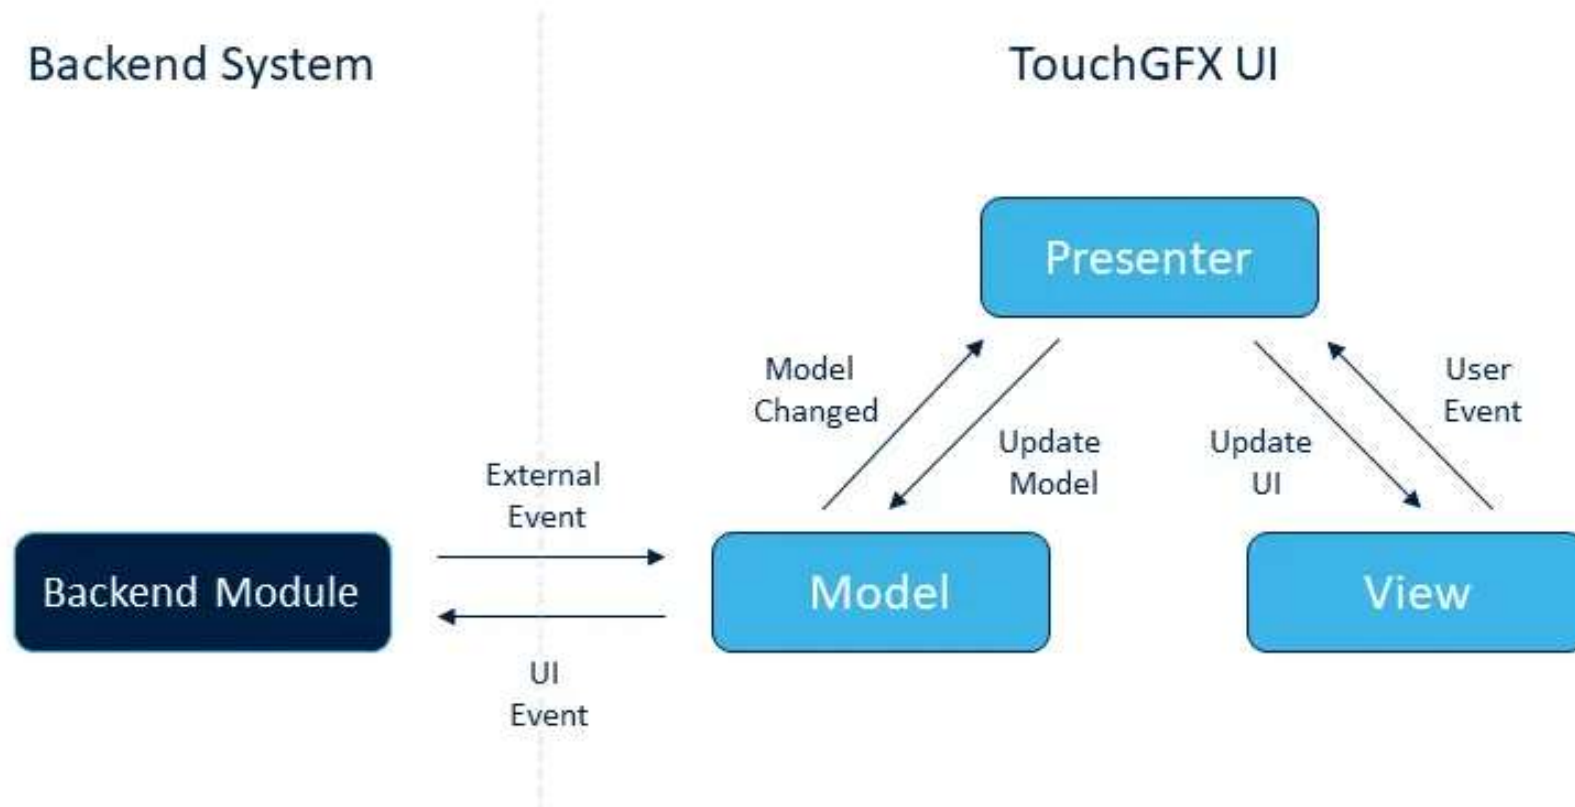 Backend System
TouchGFX UI
Presenter
Model
Changed
User
Event
Update
Model
Update
UI
External
Event
Backend Module
Model
View
UI
Event